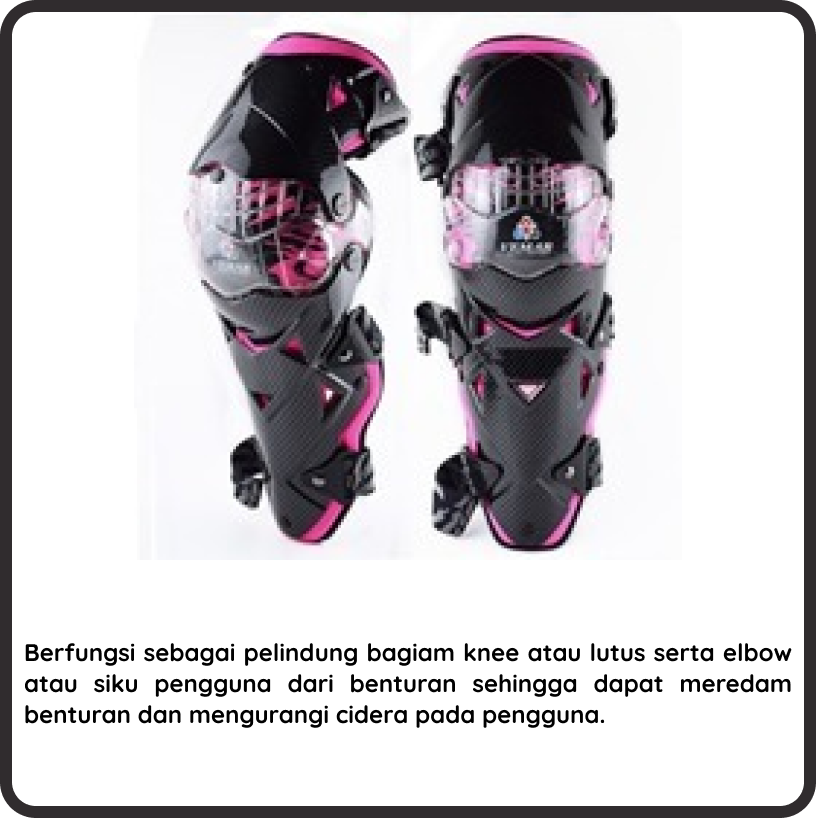 Berfungsi sebagai pelindung bagiam knee atau lutus serta elbow
atau siku pengguna dari benturan sehingga dapat meredam
benturan dan mengurangi cidera pada pengguna.